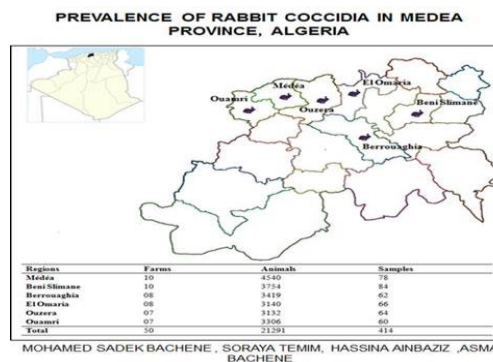 PREVALENCE OF RABBIT COCCIDIA IN MEDEA
PROVINCE, ALGERIA
Médéa
El Omaria
Ouamri
Ouzera
Beni Slimane
Berrouaghia
Regions Farms Animals Samples
Médéa 10 4540 78
Beni Slimane 10 3754 84
Berrouaghia 08 3419 62
El Omaria 08 3140 66
Ouzera 07 3132 64
Ouamri 07 3306 60
Total 50 21291 414
MOHAMED SADEK BACHENE , SORAYA TEMIM, HASSINA AINBAZIZ ,ASMA
BACHENE